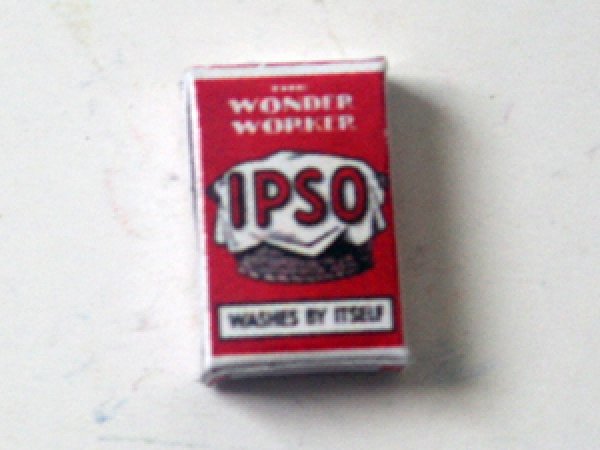 THE
WONDER
WORKER
IPSO
WASHES BY ITSELF